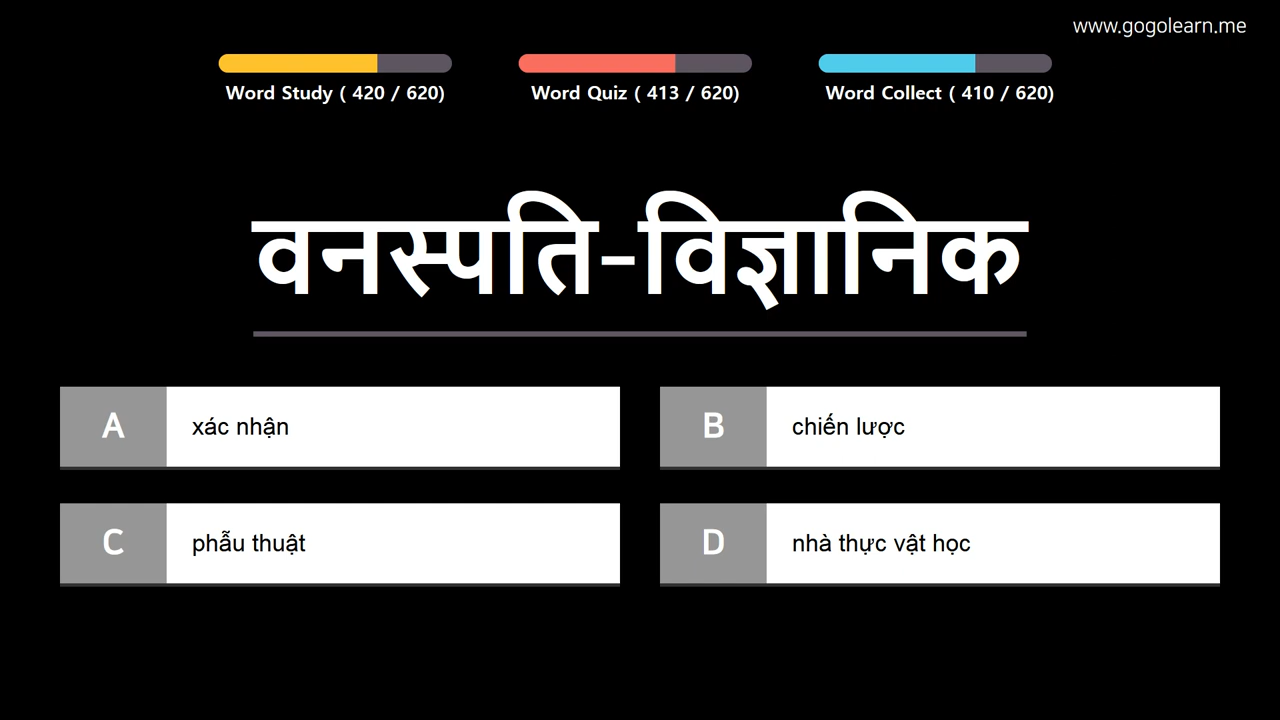 www.gogolearn.me
Word Study ( 420 / 620)
Word Quiz ( 413 / 620)
Word Collect ( 410 / 620)
वनस्पति-विज्ञानिक
A
xác nhận
B
chiến lược
C
phẫu thuật
D
nhà thực vật học